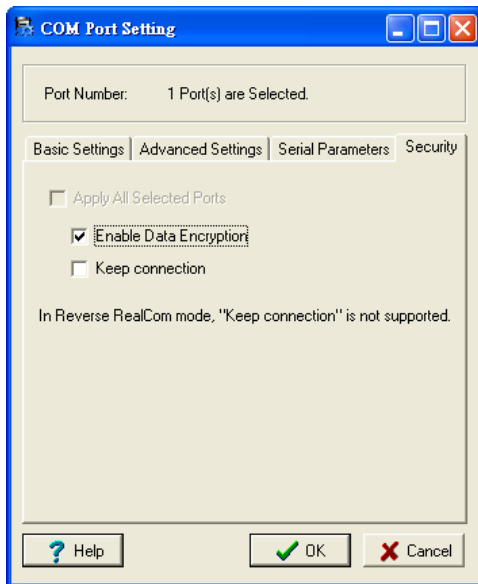 COM Port Setting
Port Number: 1 Port(s) are Selected.
Basic Settings Advanced Settings Serial Parameters Security
Apply All Selected Ports
Enable Data Encryption
Keep connection
In Reverse RealCom mode, "Keep connection" is not supported.
? Help OK Cancel